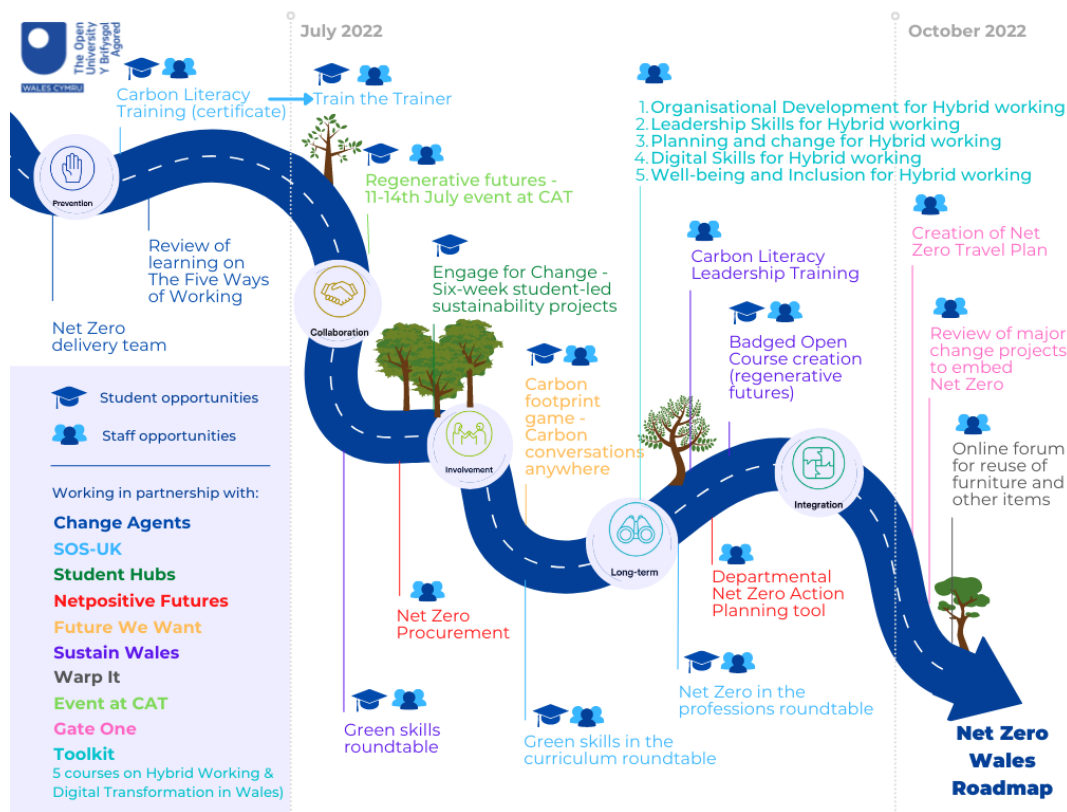 The Open
University
Y Brifysgol
Agored
WALES CYMRU
July 2022
October 2022
Carbon Literacy
Training (certificate)
Train the Trainer
1. Organisational Development for Hybrid working
2. Leadership Skills for Hybrid working
3. Planning and change for Hybrid working
4. Digital Skills for Hybrid working
5. Well-being and Inclusion for Hybrid working
Prevention
Regenerative futures -
11-14th July event at CAT
Review of
learning on
The Five Ways
of Working
Net Zero
delivery team
Collaboration
Engage for Change -
Six-week student-led
sustainability projects
Carbon Literacy
Leadership Training
Creation of Net
Zero Travel Plan
Badged Open
Course creation
(regenerative
futures)
Review of major
change projects
to embed
Net Zero
Carbon
footprint
game -
Carbon
conversations
anywhere
Involvement
Integration
Online forum
for reuse of
furniture and
other items
Long-term
Net Zero
Procurement
Departmental
Net Zero Action
Planning tool
Green skills
roundtable
Green skills in the
curriculum roundtable
Net Zero in the
professions roundtable
Student opportunities
Staff opportunities
Working in partnership with:
Change Agents
SOS-UK
Student Hubs
Netpositive Futures
Future We Want
Sustain Wales
Warp It
Event at CAT
Gate One
Toolkit
5 courses on Hybrid Working &
Digital Transformation in Wales)
Net Zero
Wales
Roadmap